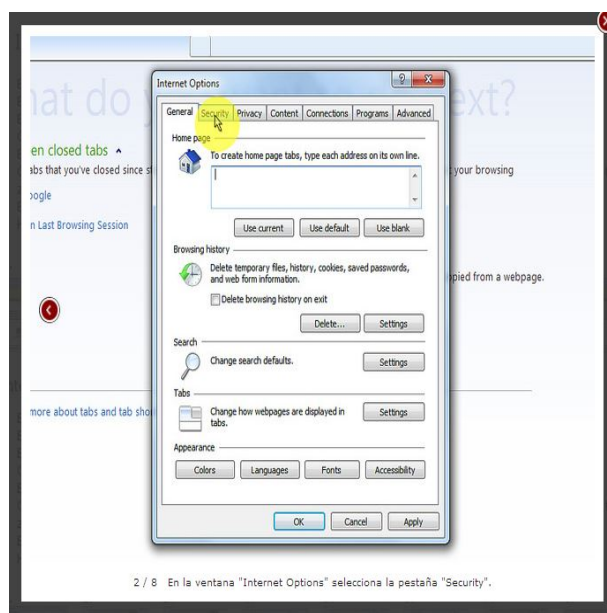 hat do
ext?
Internet Options
General Security Privacy Content Connections Programs Advanced
Home page
To create home page tabs, type each address on its own line.
Use current Use default Use blank
en closed tabs
abs that you've closed since s
your browsing
oogle
n Last Browsing Session
Browsing history
Delete temporary files, history, cookies, saved passwords,
and web form information.
opied from a webpage.
Delete browsing history on exit
Delete... Settings
Search
Change search defaults. Settings
Tabs
Change how webpages are displayed in
tabs.
Settings
more about tabs and tab sho
Appearance
Colors Languages Fonts Accessibility
OK Cancel Apply
2 / 8 En la ventana "Internet Options" selecciona la pestaña "Security".